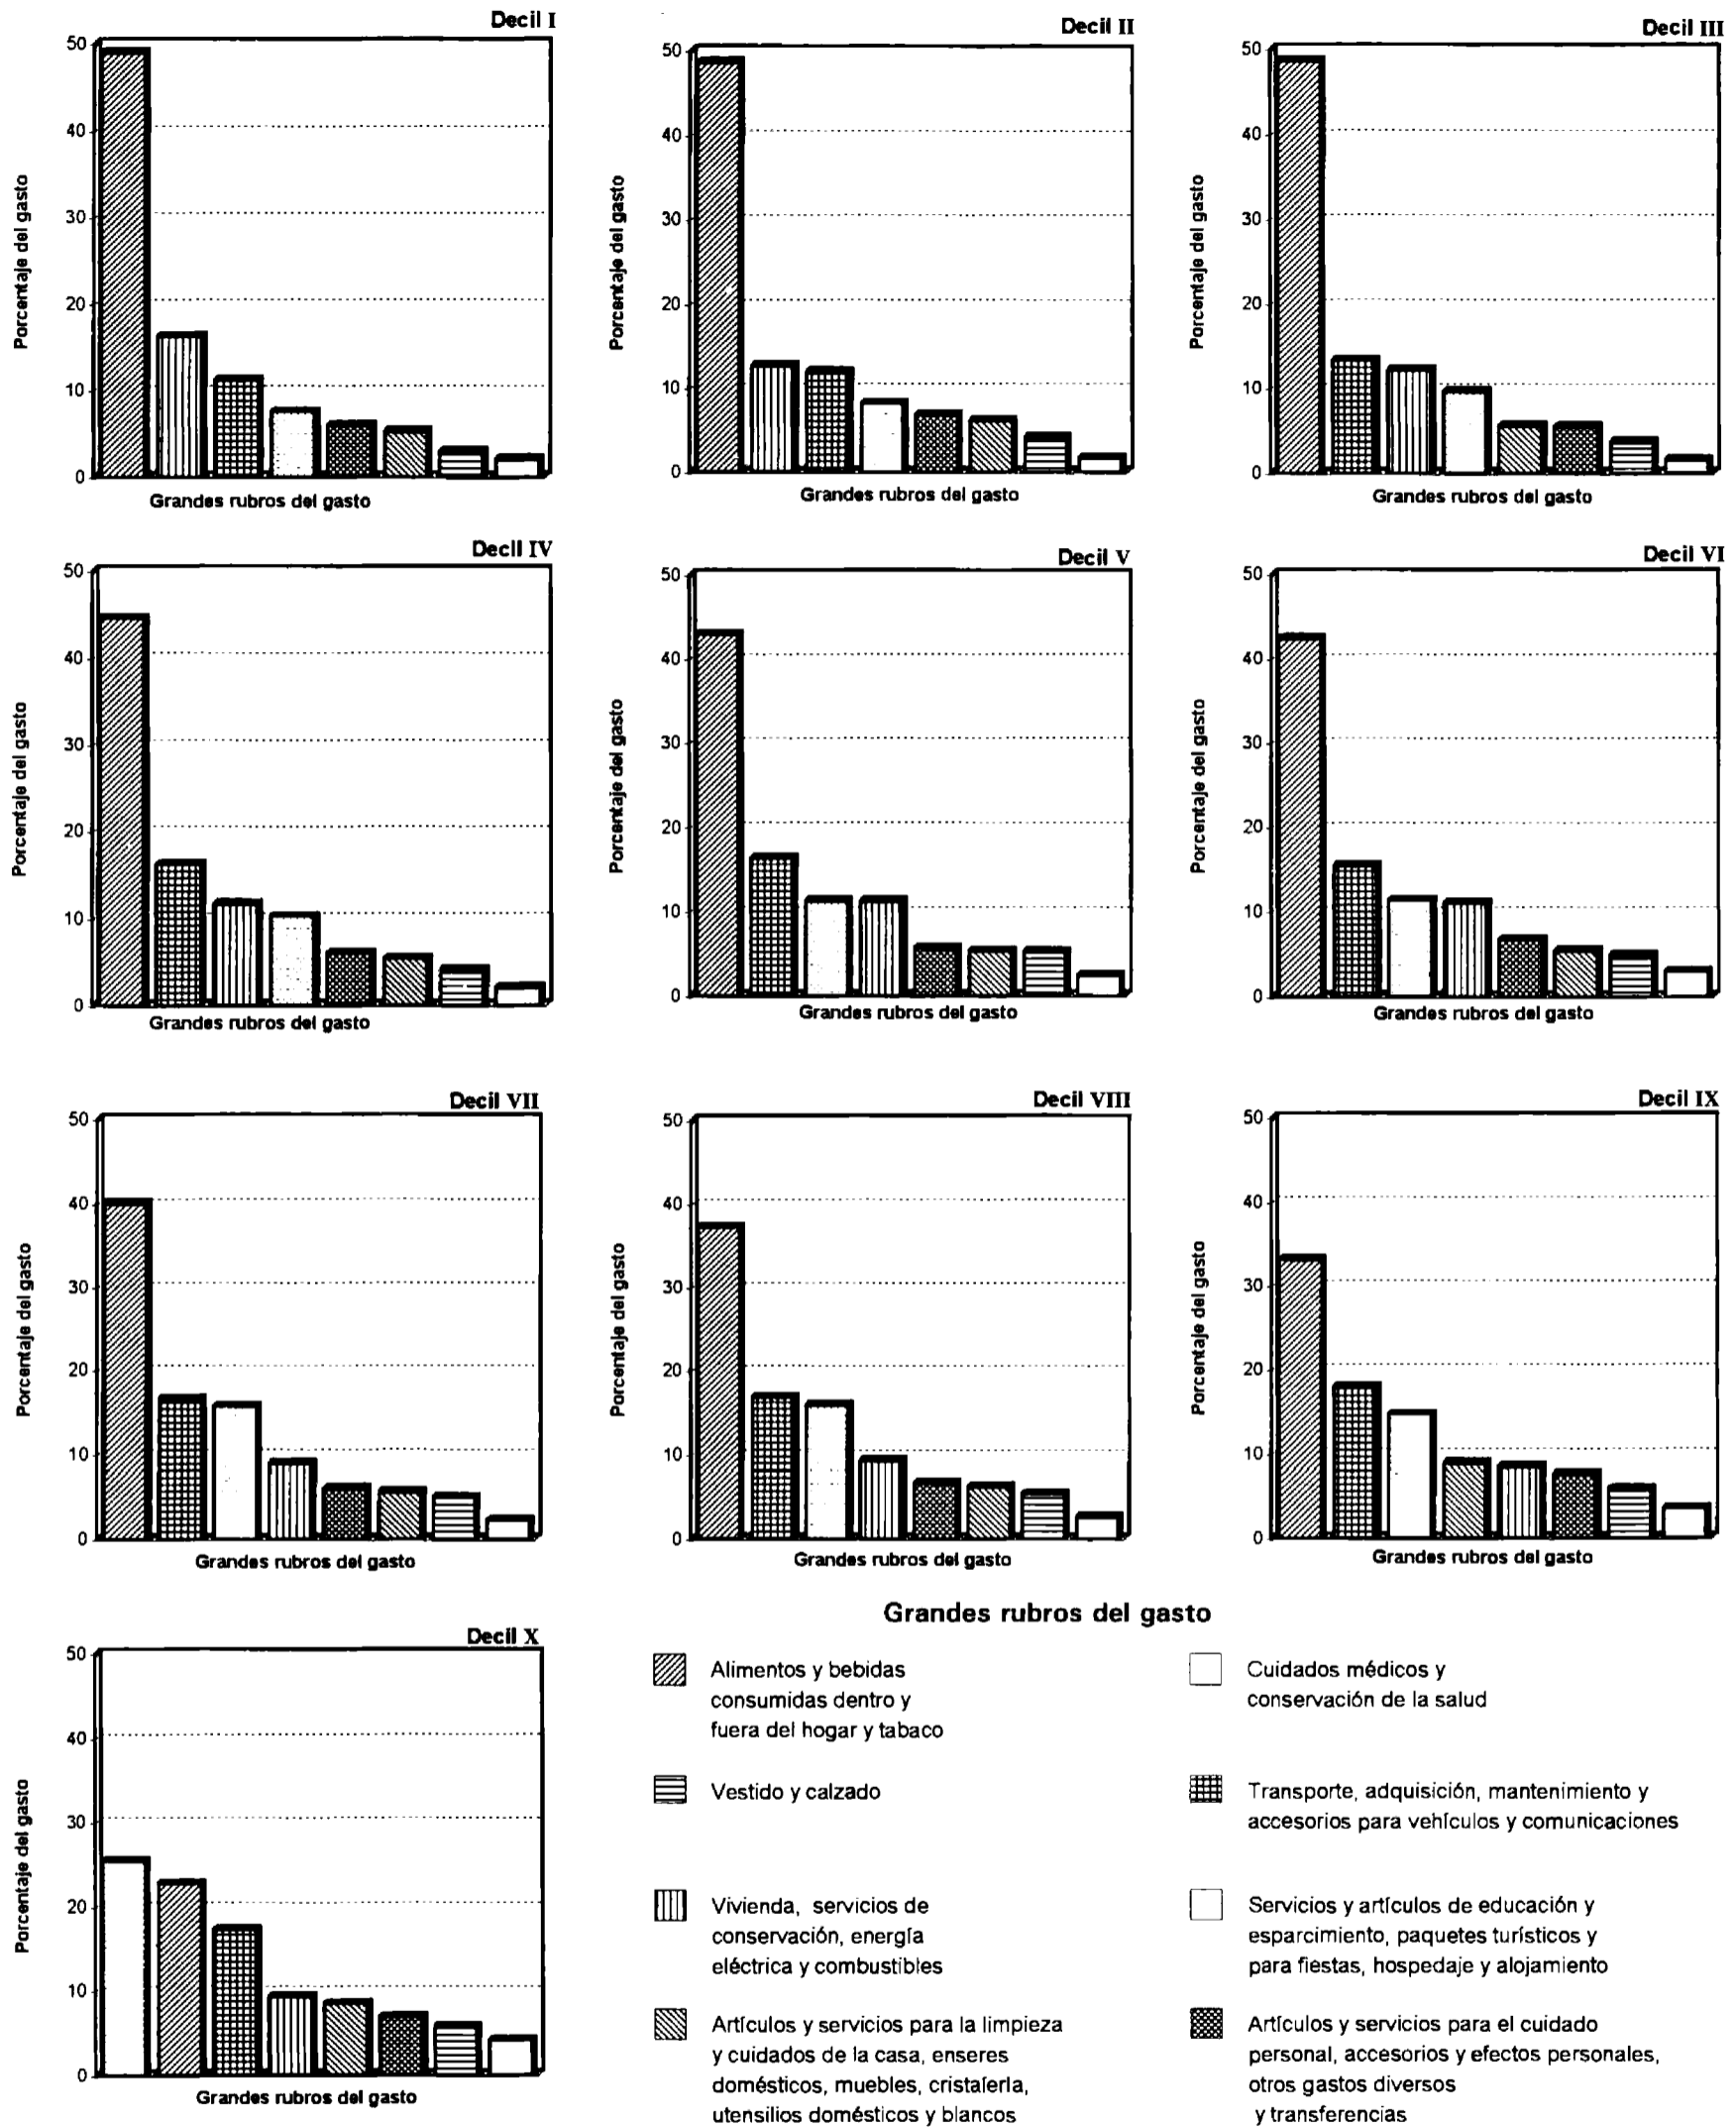 Decil I
50
40
30
20
10
0
Porcentaje del gasto
Grandes rubros del gasto
Decil II
50
40
30
20
10
0
Porcentaje del gasto
Grandes rubros del gasto
Decil III
50
40
30
20
10
0
Porcentaje del gasto
Grandes rubros del gasto
Decil IV
50
40
30
20
10
0
Porcentaje del gasto
Grandes rubros del gasto
Decil V
50
40
30
20
10
0
Porcentaje del gasto
Grandes rubros del gasto
Decil VI
50
40
30
20
10
0
Porcentaje del gasto
Grandes rubros del gasto
Decil VII
50
40
30
20
10
0
Porcentaje del gasto
Grandes rubros del gasto
Decil VIII
50
40
30
20
10
0
Porcentaje del gasto
Grandes rubros del gasto
Decil IX
50
40
30
20
10
0
Porcentaje del gasto
Grandes rubros del gasto
Decil X
50
40
30
20
10
0
Porcentaje del gasto
Grandes rubros del gasto
Grandes rubros del gasto
Alimentos y bebidas
consumidas dentro y
fuera del hogar y tabaco
Cuidados médicos y
conservación de la salud
Vestido y calzado
Transporte, adquisición, mantenimiento y
accesorios para vehículos y comunicaciones
Vivienda, servicios de
conservación, energía
eléctrica y combustibles
Servicios y artículos de educación y
esparcimiento, paquetes turísticos y
para fiestas, hospedaje y alojamiento
Artículos y servicios para la limpieza
y cuidados de la casa, enseres
domésticos, muebles, cristalería,
utensilios domésticos y blancos
Artículos y servicios para el cuidado
personal, accesorios y efectos personales,
otros gastos diversos
y transferencias